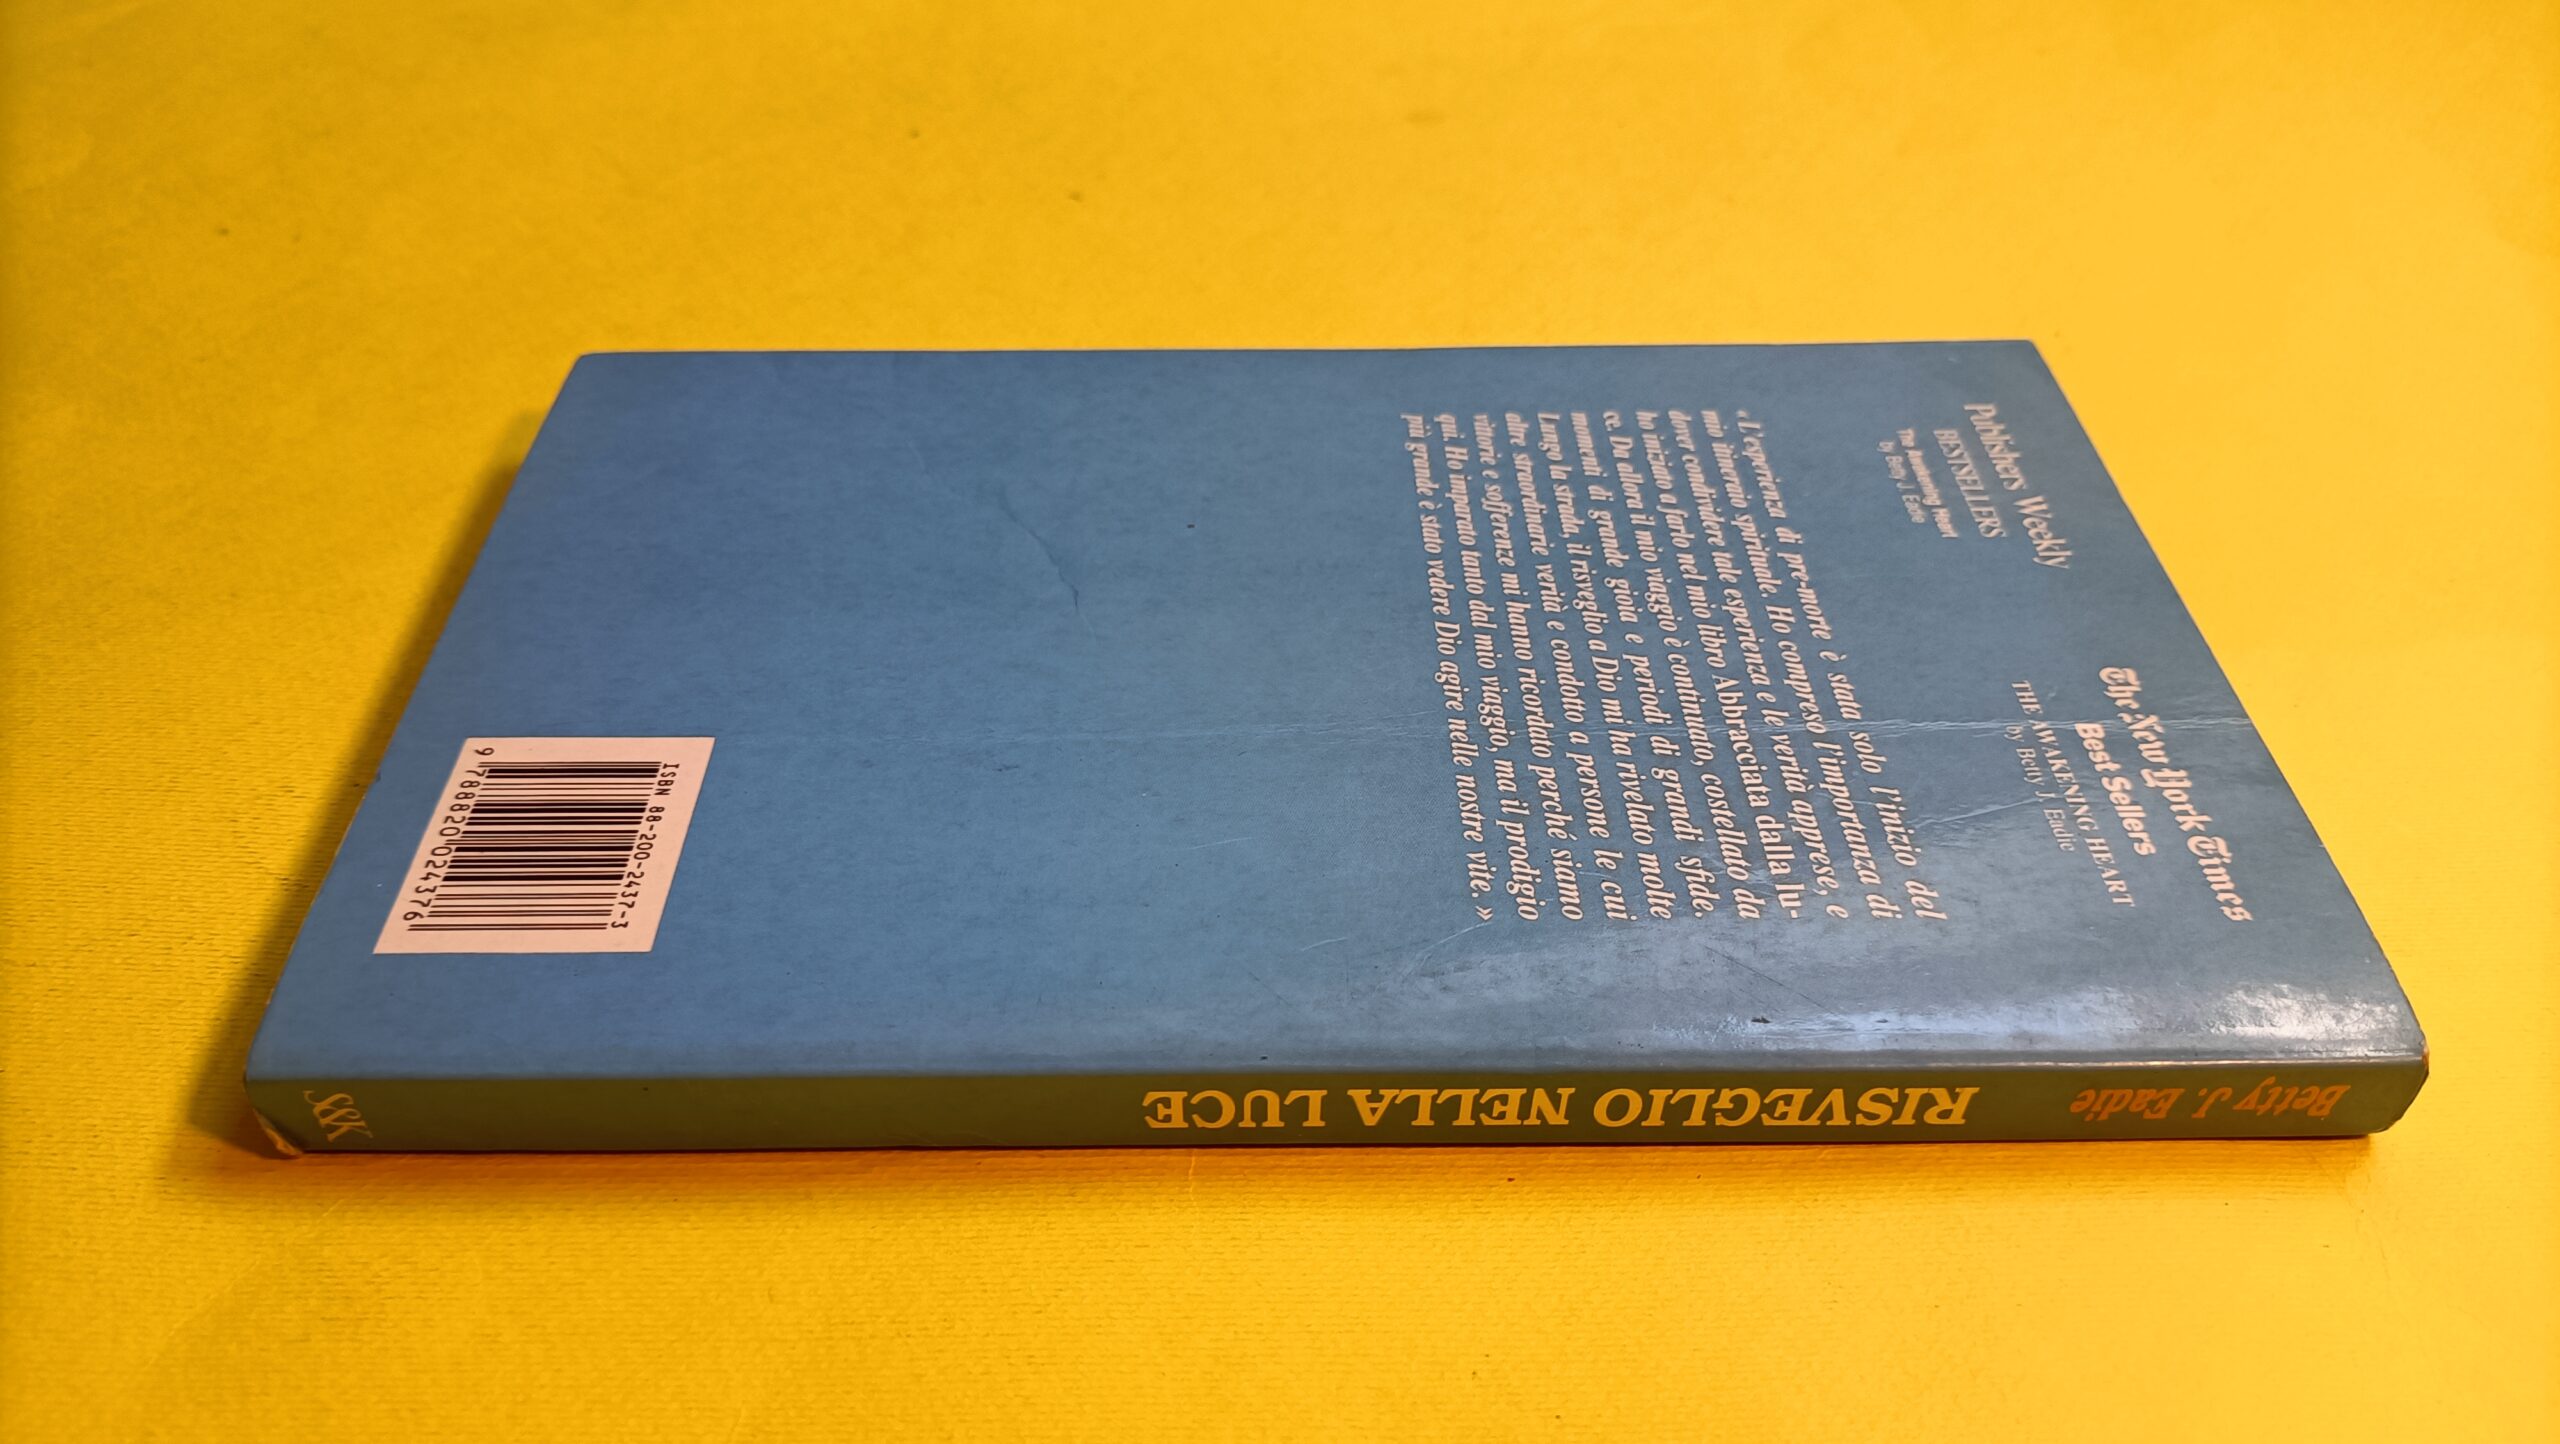 Publishers Weekly
BESTSELLERS
The Awakening Heart
by Betty J. Eadie
The New York Times
Best Sellers
THE AWAKENING HEART
by Betty J. Eadie
«L'esperienza di pre-morte è stata solo l'inizio del
mio itinerario spirituale. Ho compreso l'importanza di
dover condividere tale esperienza e le verità apprese, e
ho iniziato a farlo nel mio libro Abbracciata dalla lu-
ce. Da allora il mio viaggio è continuato, costellato da
momenti di grande gioia e periodi di grandi sfide.
Lungo la strada, il risveglio a Dio mi ha rivelato molte
altre straordinarie verità e condotto a persone le cui
vittorie e sofferenze mi hanno ricordato perché siamo
qui. Ho imparato tanto dal mio viaggio, ma il prodigio
più grande è stato vedere Dio agire nelle nostre vite.»
ISBN 88-200-2437-3
9 788820 024376
Betty J. Eadie
RISVEGLIO NELLA LUCE